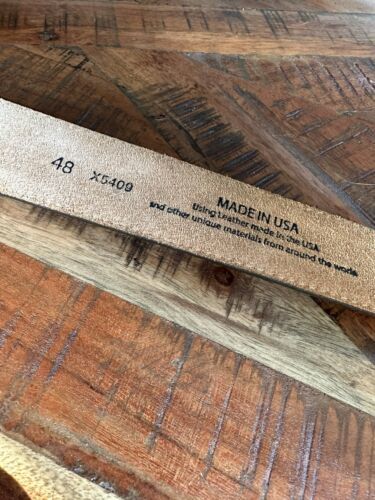 48 X5409
MADE IN USA
Using Leather made in the USA
and other unique materials from around the world.